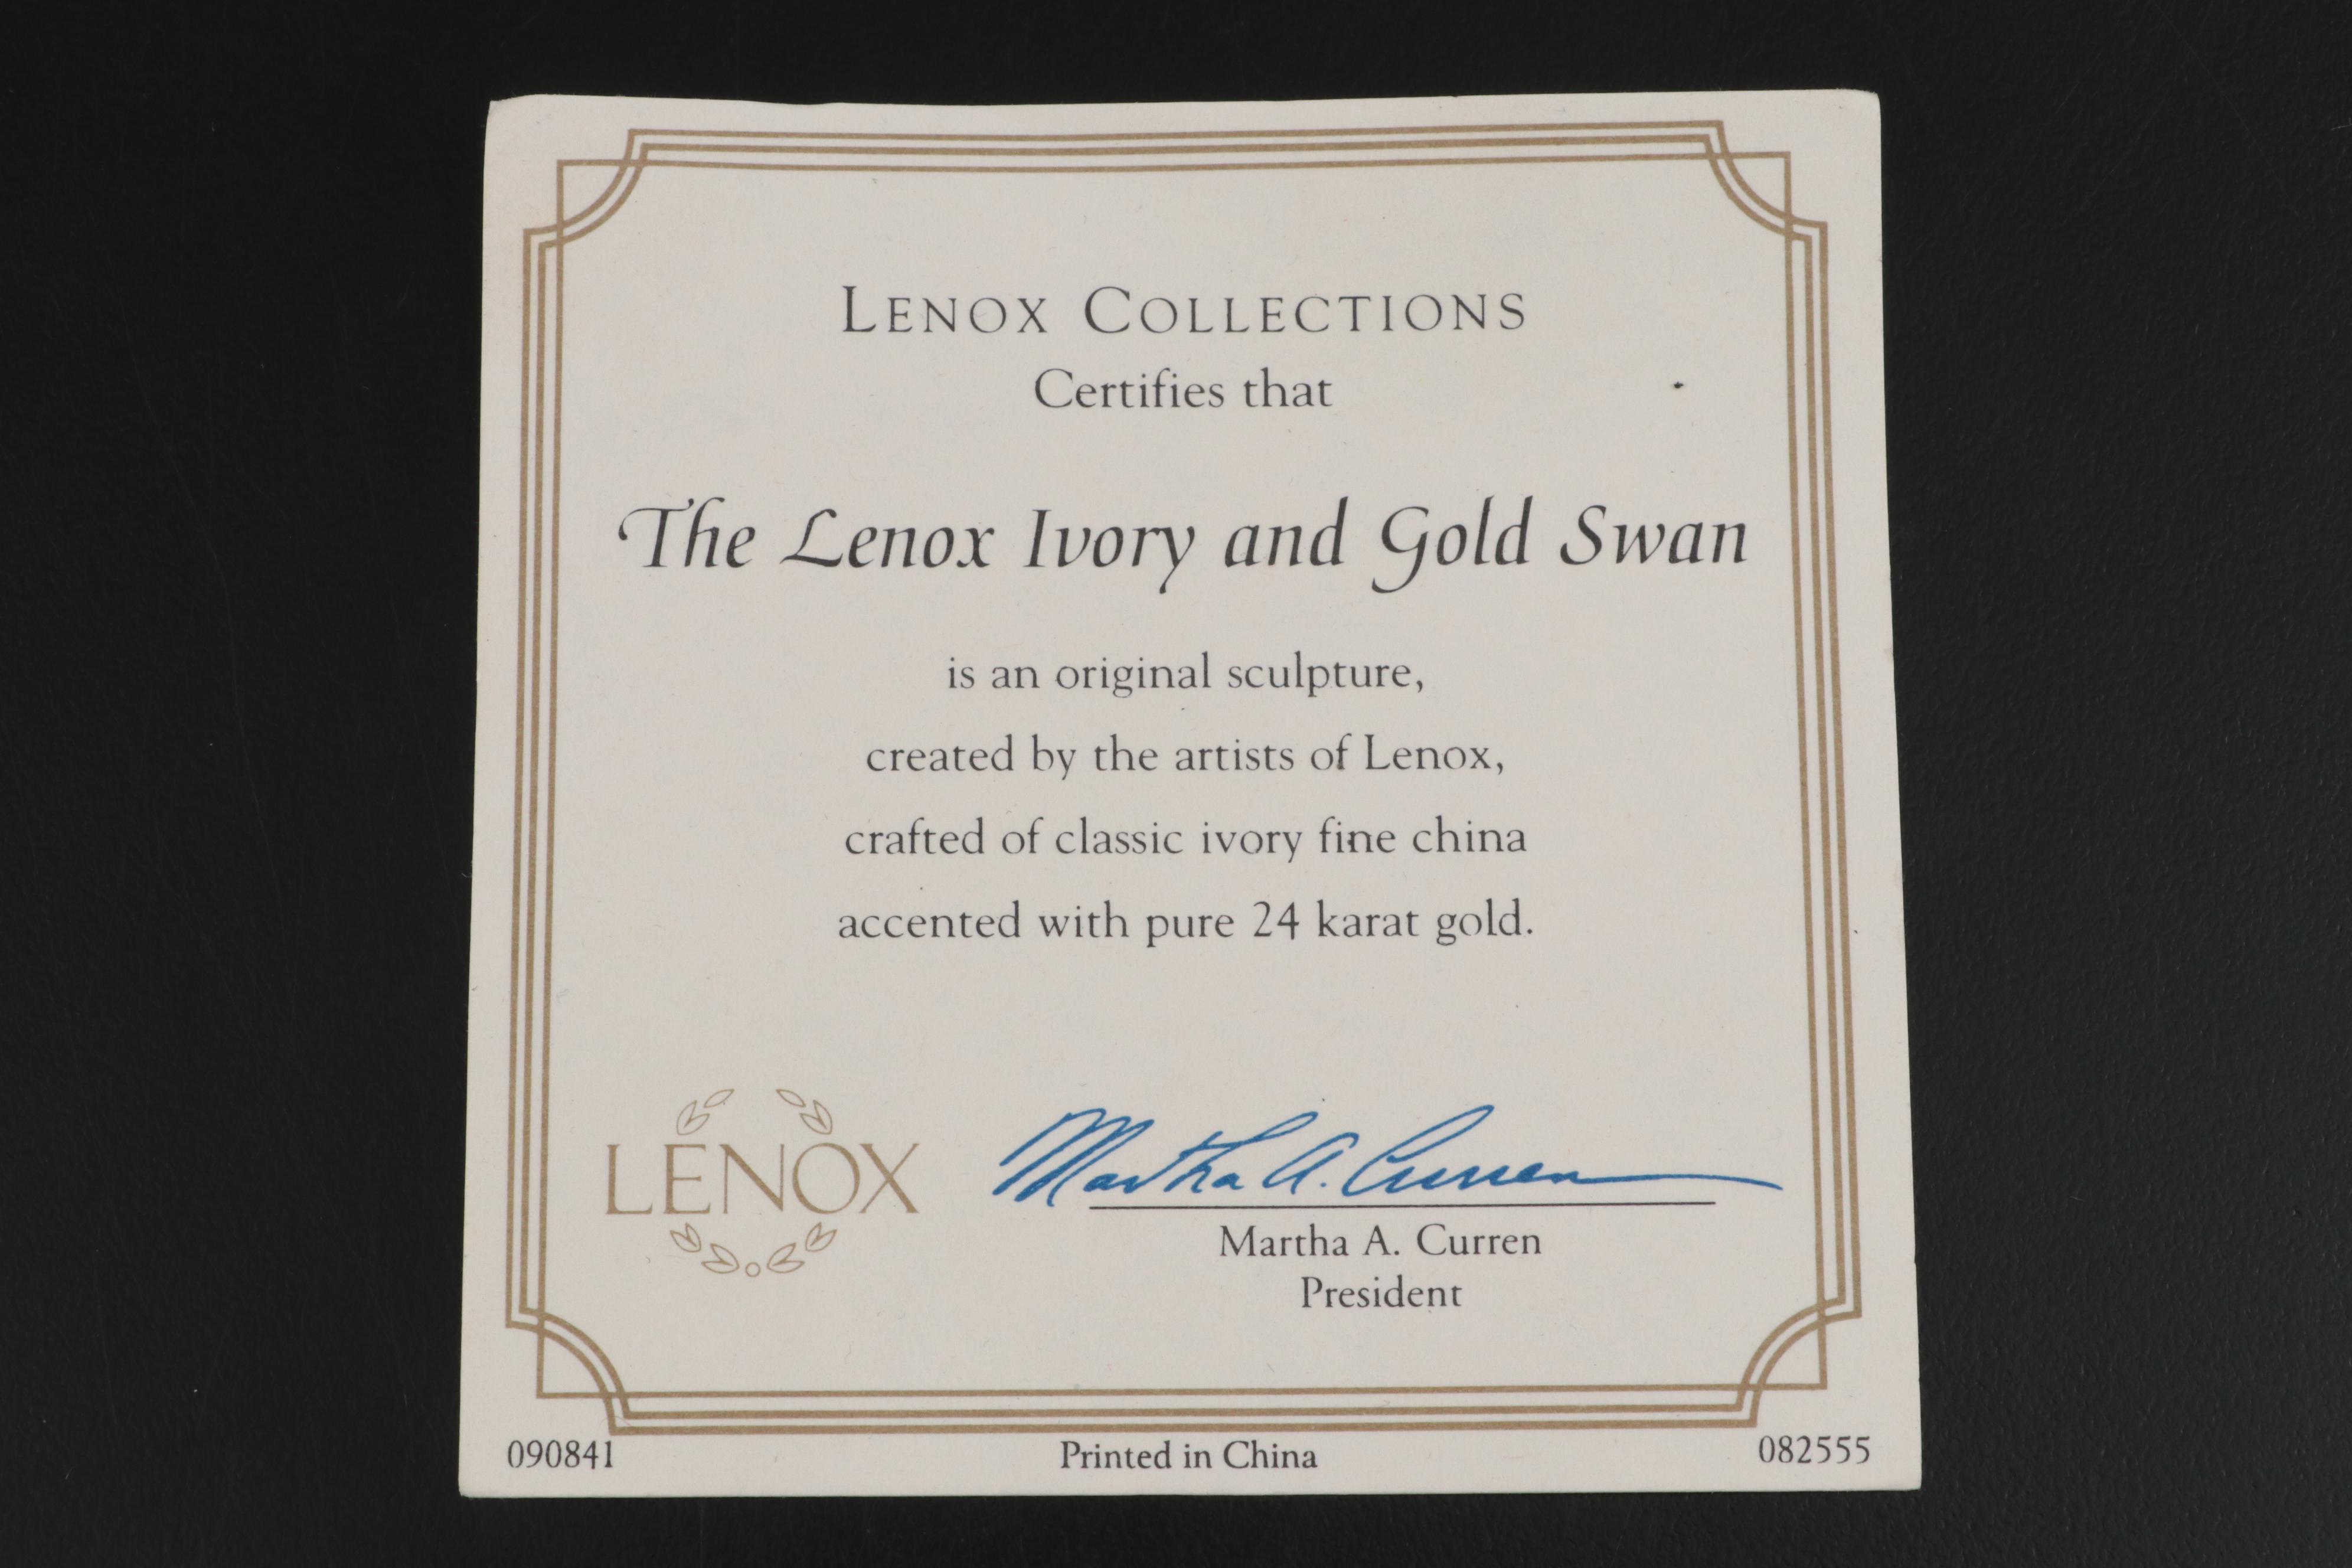 LENOX COLLECTIONS
Certifies that
The Lenox Ivory and Gold Swan
is an original sculpture,
created by the artists of Lenox,
crafted of classic ivory fine china
accented with pure 24 karat gold.
LENOX
Martha A. Curren
Martha A. Curren
President
090841 Printed in China 082555